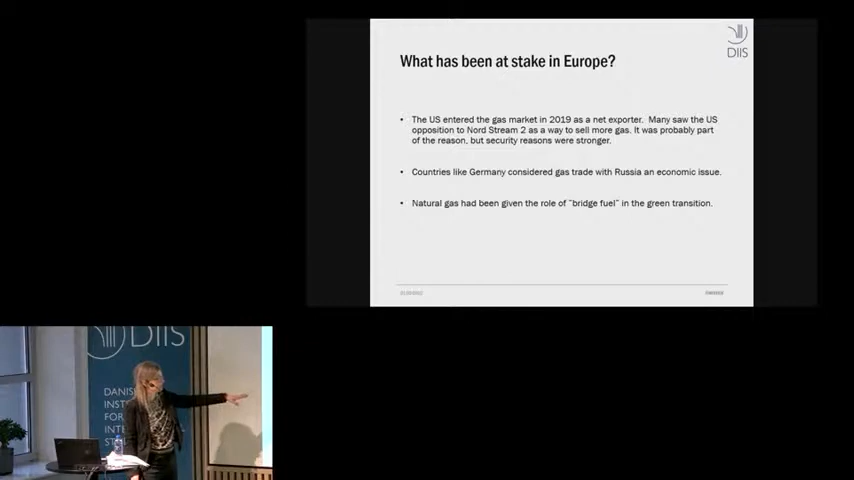 DIIS
What has been at stake in Europe?
• The US entered the gas market in 2019 as a net exporter. Many saw the US
opposition to Nord Stream 2 as a way to sell more gas. It was probably part
of the reason, but security reasons were stronger.
• Countries like Germany considered gas trade with Russia an economic issue.
• Natural gas had been given the role of "bridge fuel" in the green transition.
DIIS
DANIS
INST
FOR
INTE
ST